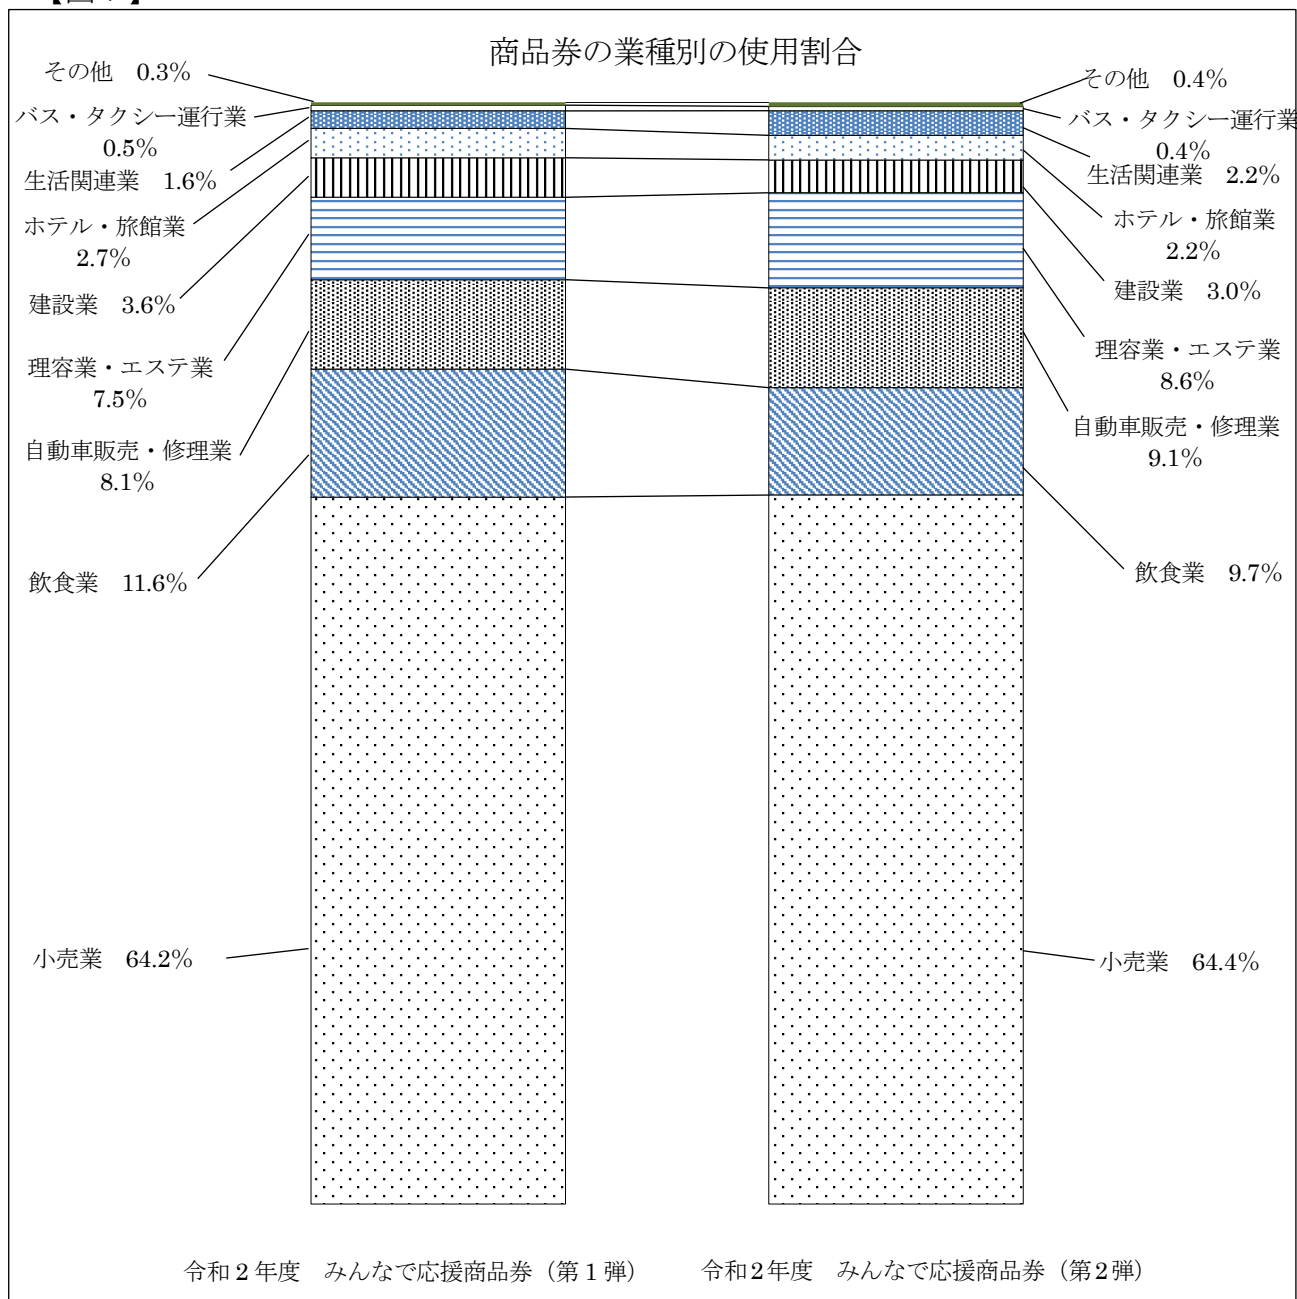 商品券の業種別の使用割合
その他　0.3%
バス・タクシー運行業
0.5%
生活関連業　1.6%
ホテル・旅館業
2.7%
建設業　3.6%
理容業・エステ業
7.5%
自動車販売・修理業
8.1%
飲食業　11.6%
小売業　64.2%
その他　0.4%
バス・タクシー運行業
0.4%
生活関連業　2.2%
ホテル・旅館業
2.2%
建設業　3.0%
理容業・エステ業
8.6%
自動車販売・修理業
9.1%
飲食業　9.7%
小売業　64.4%
令和２年度　みんなで応援商品券（第１弾）
令和２年度　みんなで応援商品券（第２弾）